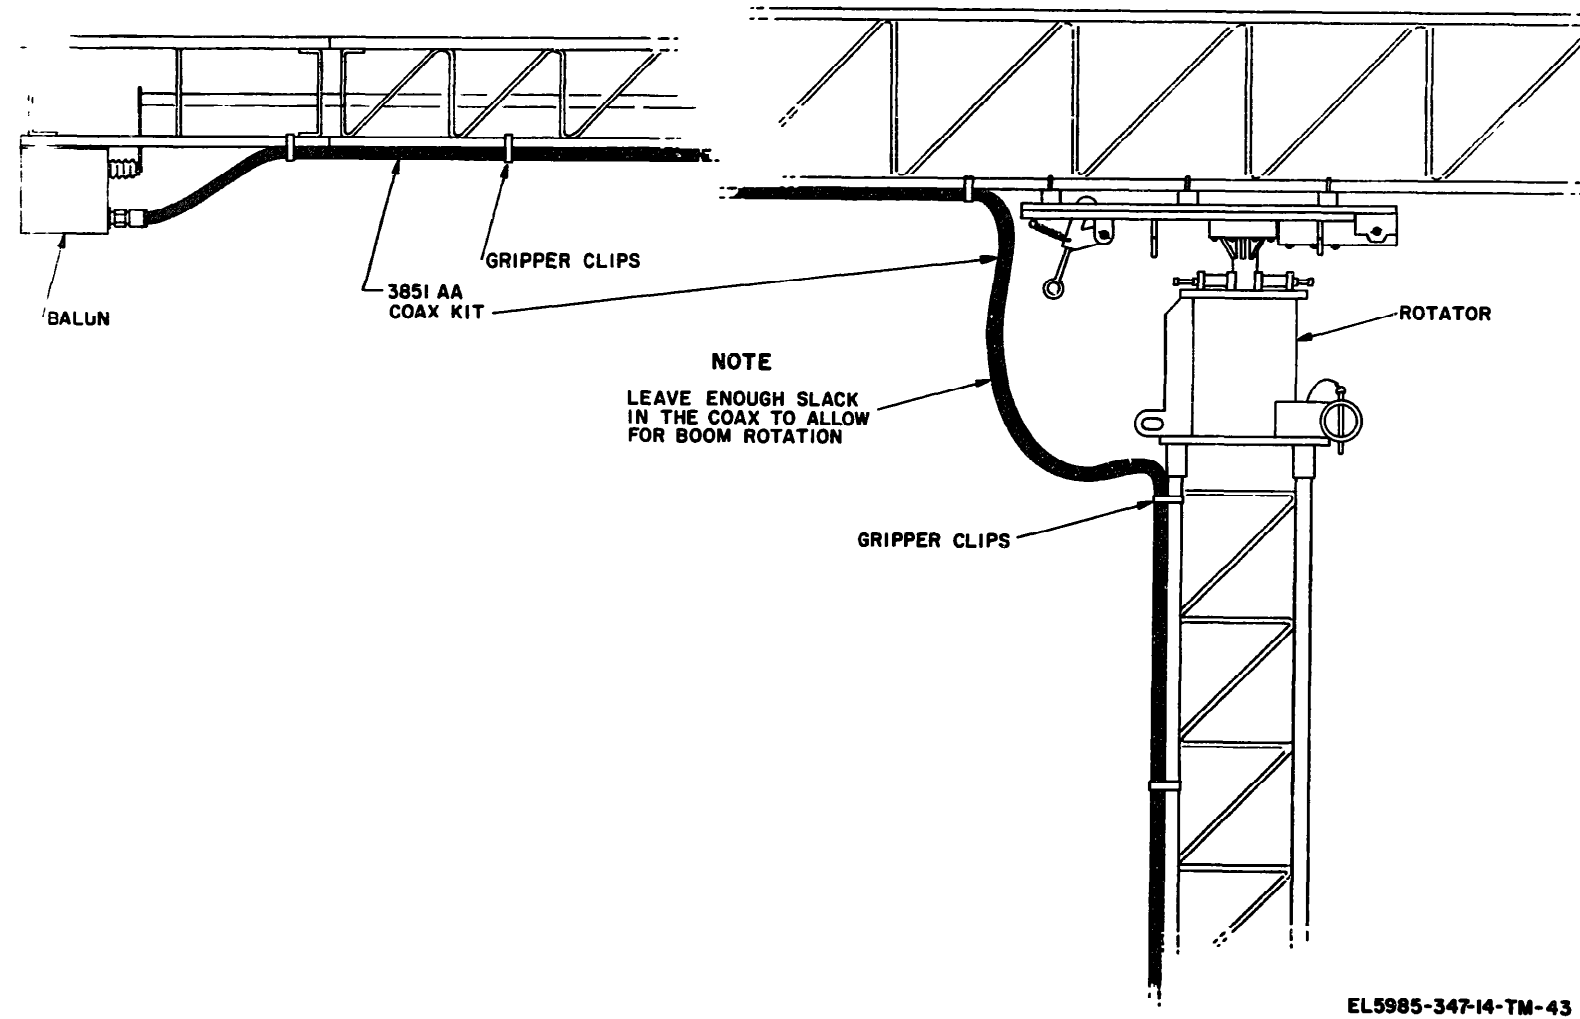 GRIPPER CLIPS
3851 AA
COAX KIT
BALUN
ROTATOR
NOTE
LEAVE ENOUGH SLACK
IN THE COAX TO ALLOW
FOR BOOM ROTATION
GRIPPER CLIPS
EL5985-347-14-TM-43